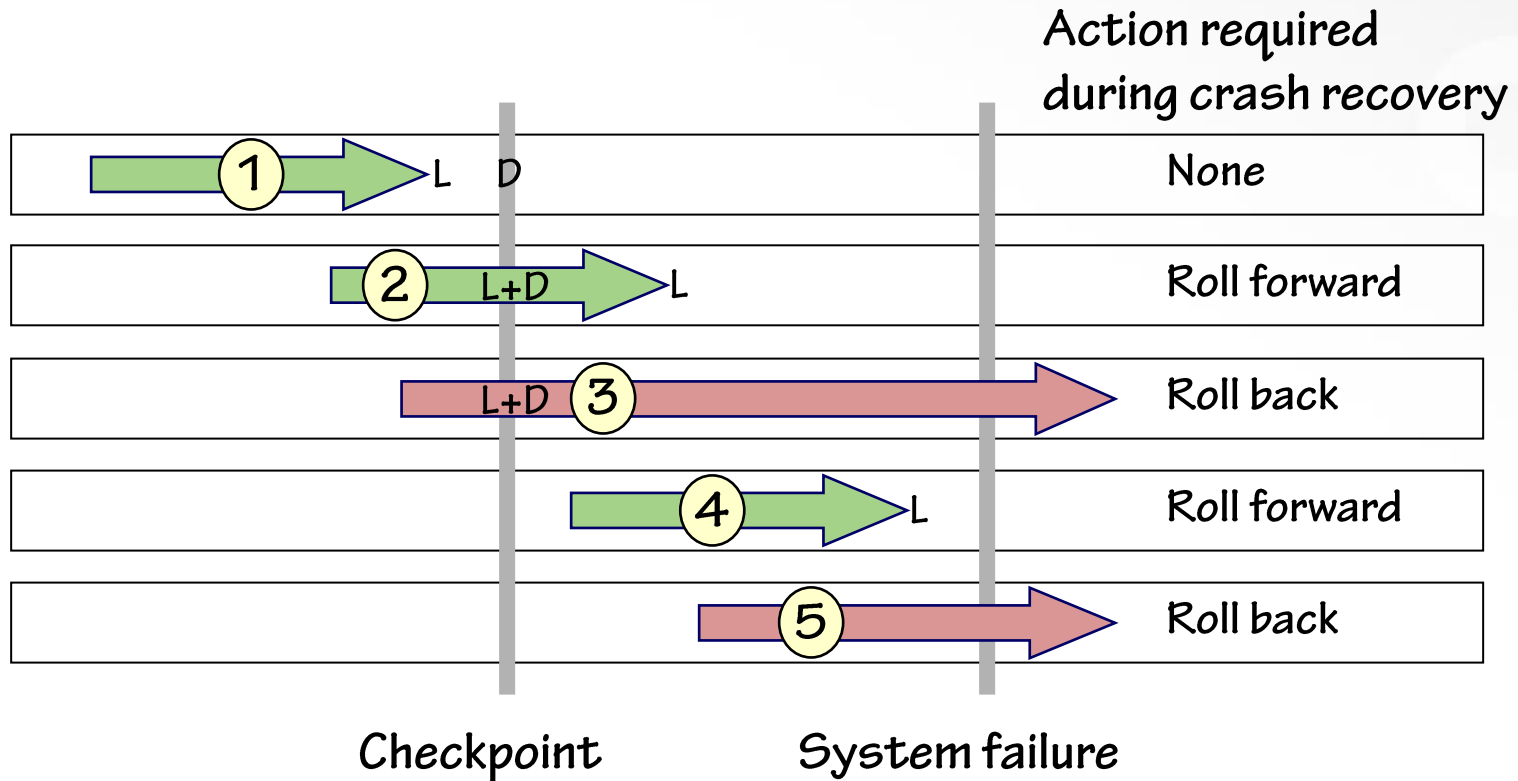 Action required
during crash recovery
1 L D None
2 L+D L Roll forward
L+D 3 Roll back
4 L Roll forward
5 Roll back
Checkpoint System failure